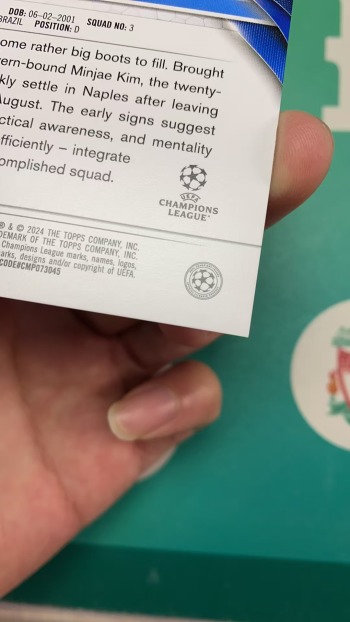 DOB: 06-02-2001 SQUAD NO: 3
BRAZIL POSITION: D
ome rather big boots to fill. Brought
ern-bound Minjae Kim, the twenty-
kly settle in Naples after leaving
August. The early signs suggest
ctical awareness, and mentality
fficiently – integrate
omplished squad.
UEFA
CHAMPIONS
LEAGUE
® & © 2024 THE TOPPS COMPANY, INC.
DEMARK OF THE TOPPS COMPANY, INC.
Champions League marks, names, logos,
arks, designs and/or copyright of UEFA.
CODE#CMP073045